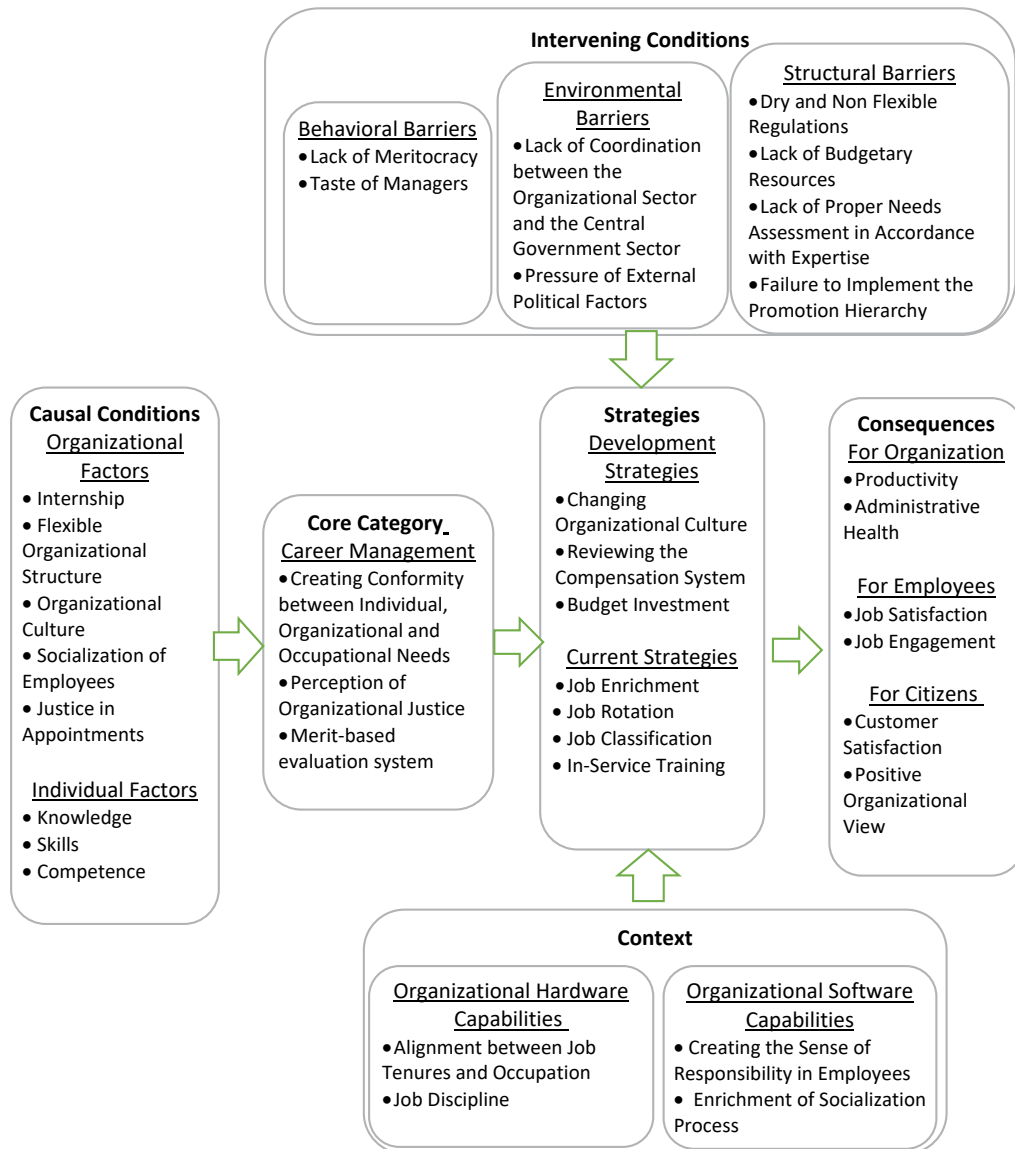 Intervening Conditions
Behavioral Barriers
•Lack of Meritocracy
•Taste of Managers
Environmental
Barriers
•Lack of Coordination
between the
Organizational Sector
and the Central
Government Sector
•Pressure of External
Political Factors
Structural Barriers
•Dry and Non Flexible
Regulations
•Lack of Budgetary
Resources
•Lack of Proper Needs
Assessment in Accordance
with Expertise
•Failure to Implement the
Promotion Hierarchy
Causal Conditions
Organizational
Factors
• Internship
• Flexible
Organizational
Structure
• Organizational
Culture
• Socialization of
Employees
• Justice in
Appointments
Individual Factors
• Knowledge
• Skills
• Competence
Core Category
Career Management
•Creating Conformity
between Individual,
Organizational and
Occupational Needs
•Perception of
Organizational Justice
•Merit-based
evaluation system
Strategies
Development
Strategies
•Changing
Organizational Culture
•Reviewing the
Compensation System
•Budget Investment
Current Strategies
•Job Enrichment
•Job Rotation
•Job Classification
•In-Service Training
Consequences
For Organization
•Productivity
•Administrative
Health
For Employees
•Job Satisfaction
•Job Engagement
For Citizens
•Customer
Satisfaction
•Positive
Organizational
View
Context
Organizational Hardware
Capabilities
•Alignment between Job
Tenures and Occupation
•Job Discipline
Organizational Software
Capabilities
• Creating the Sense of
Responsibility in Employees
• Enrichment of Socialization
Process